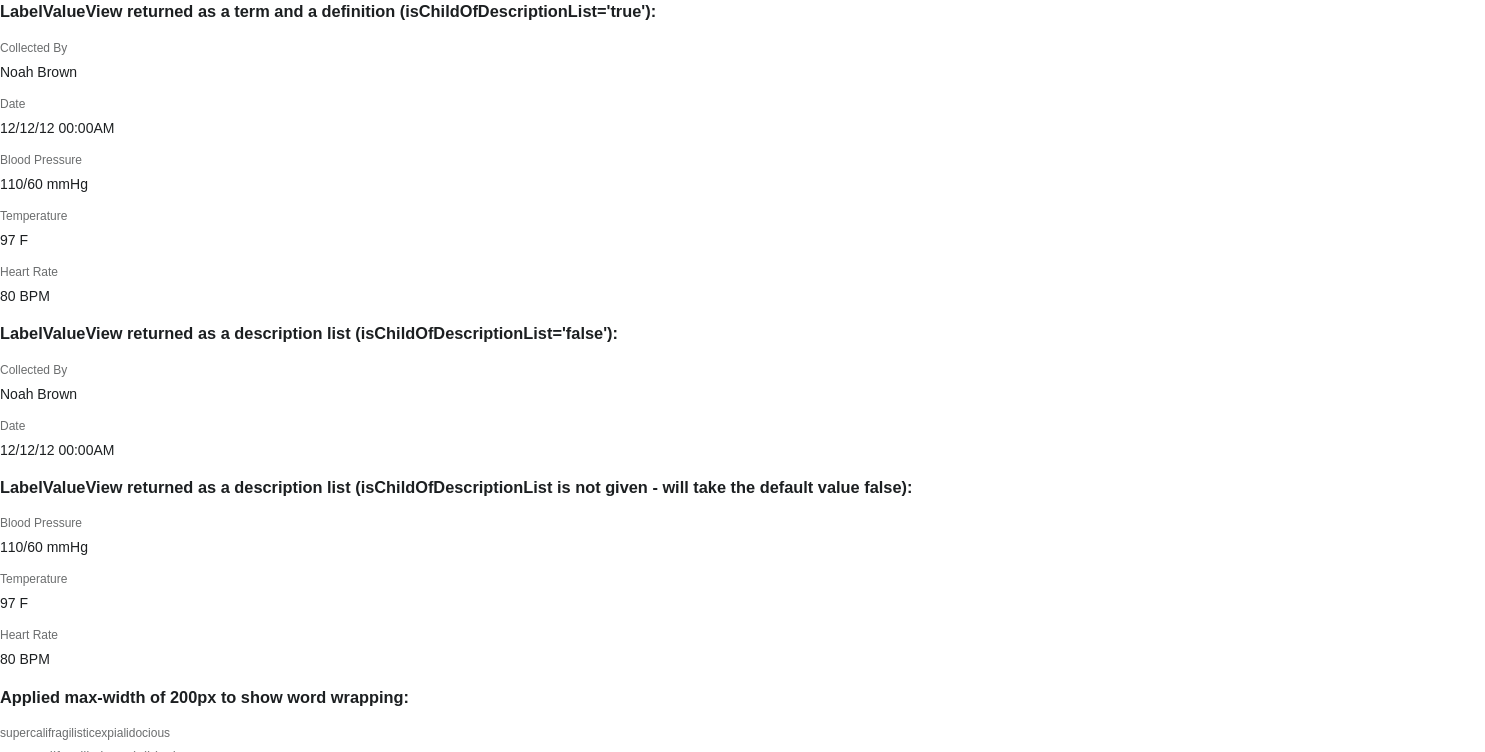 LabelValueView returned as a term and a definition (isChildOfDescriptionList='true'):
Collected By
Noah Brown
Date
12/12/12 00:00AM
Blood Pressure
110/60 mmHg
Temperature
97 F
Heart Rate
80 BPM
LabelValueView returned as a description list (isChildOfDescriptionList='false'):
Collected By
Noah Brown
Date
12/12/12 00:00AM
LabelValueView returned as a description list (isChildOfDescriptionList is not given - will take the default value false):
Blood Pressure
110/60 mmHg
Temperature
97 F
Heart Rate
80 BPM
Applied max-width of 200px to show word wrapping:
supercalifragilisticexpialidocious